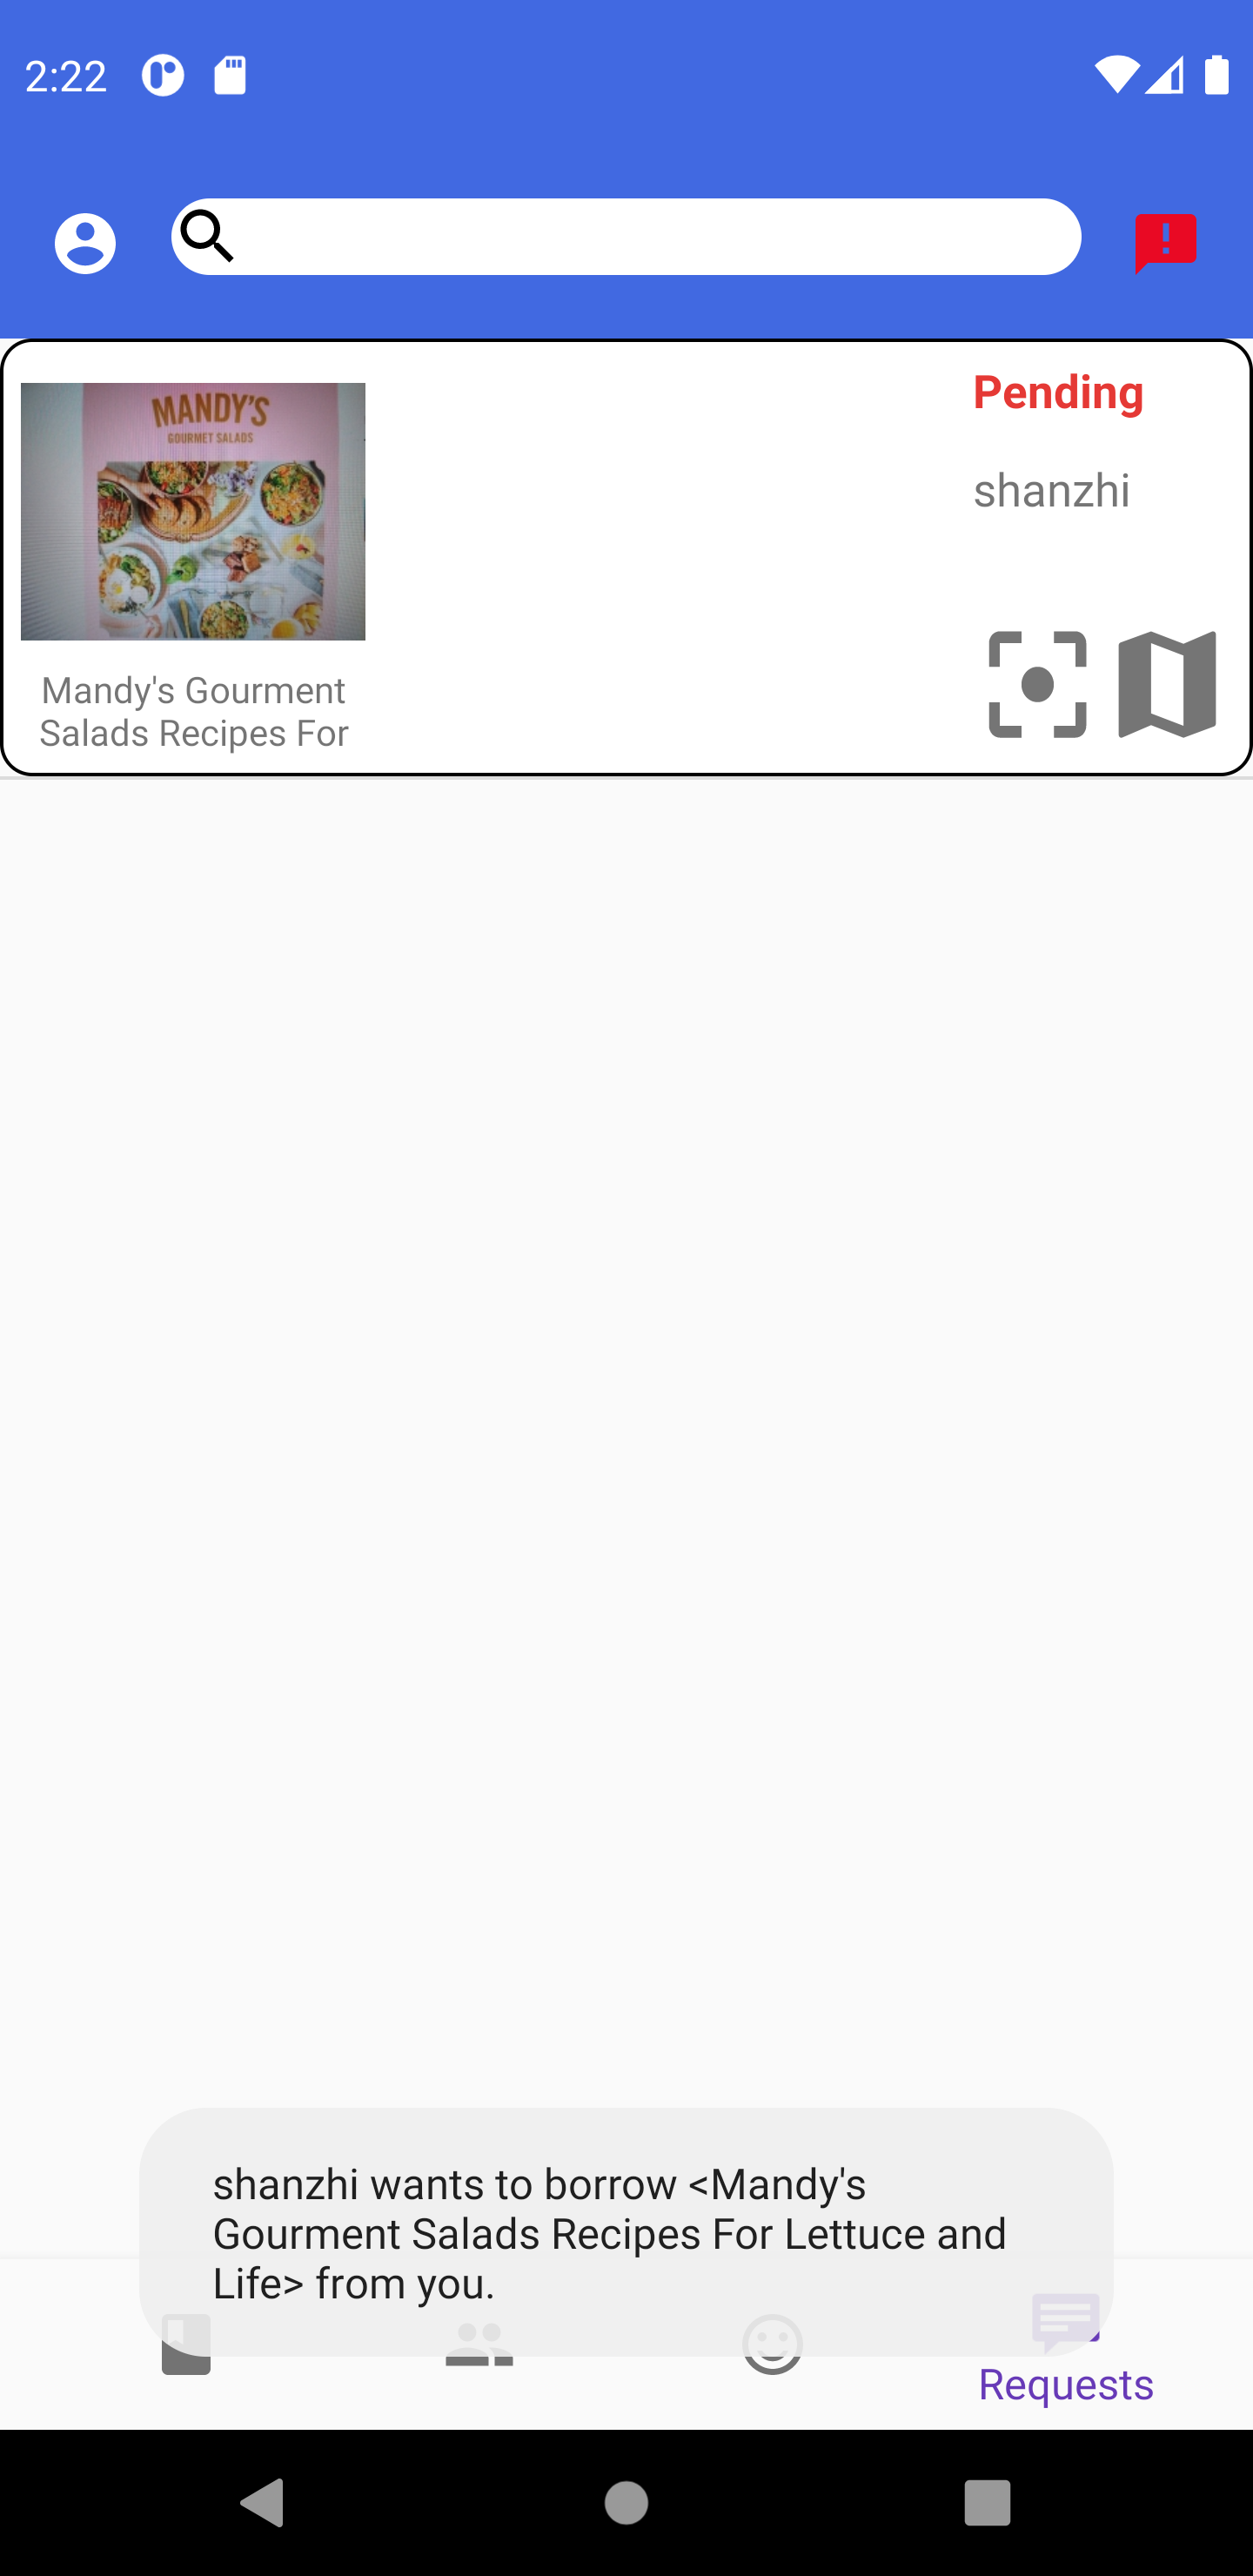 2:22
MANDY'S
GOURMET SALADS
Pending
shanzhi
Mandy's Gourment
Salads Recipes For
shanzhi wants to borrow <Mandy's
Gourment Salads Recipes For Lettuce and
Life> from you.
Requests